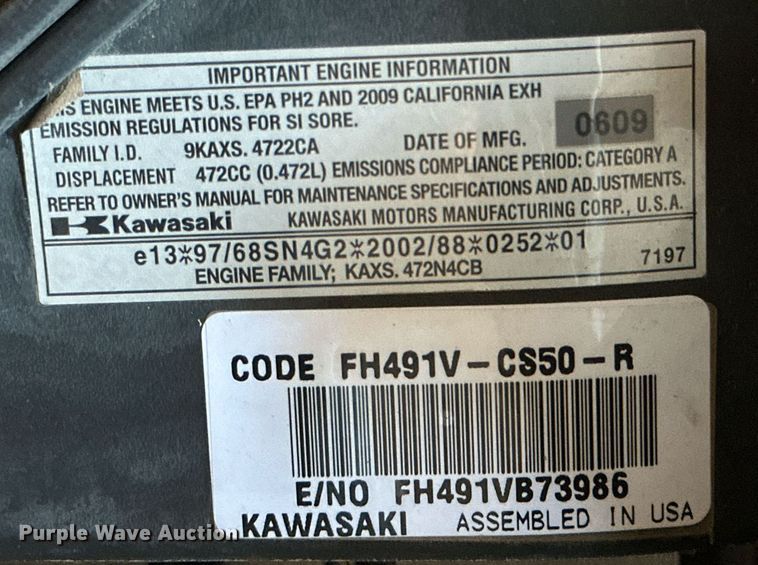 IMPORTANT ENGINE INFORMATION
IS ENGINE MEETS U.S. EPA PH2 AND 2009 CALIFORNIA EXH
EMISSION REGULATIONS FOR SI SORE.
FAMILY I.D. 9KAXS. 4722CA DATE OF MFG. 0609
DISPLACEMENT 472CC (0.472L) EMISSIONS COMPLIANCE PERIOD: CATEGORY A
REFER TO OWNER'S MANUAL FOR MAINTENANCE SPECIFICATIONS AND ADJUSTMENTS.
Kawasaki KAWASAKI MOTORS MANUFACTURING CORP., U.S.A.
e13*97/68SN4G2*2002/88*0252*01
ENGINE FAMILY; KAXS. 472N4CB 7197
CODE FH491V-CS50-R
E/NO FH491VB73986
KAWASAKI ASSEMBLED IN USA
Purple Wave Auction